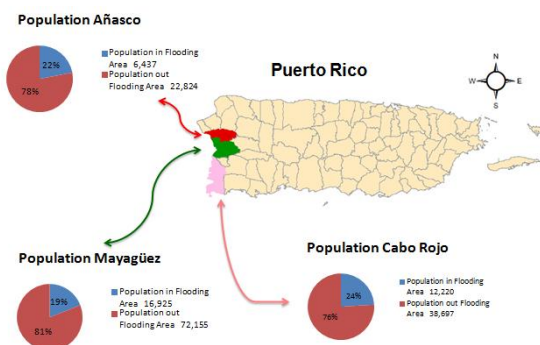 Population Añasco
22%
78%
Population in Flooding
Area 6,437
Population out
Flooding Area 22,824
Puerto Rico
N
W
E
S
Population Mayagüez
19%
81%
Population in Flooding
Area 16,925
Population out
Flooding Area 72,155
Population Cabo Rojo
24%
76%
Population in Flooding
Area 12,220
Population out Flooding
Area 38,697